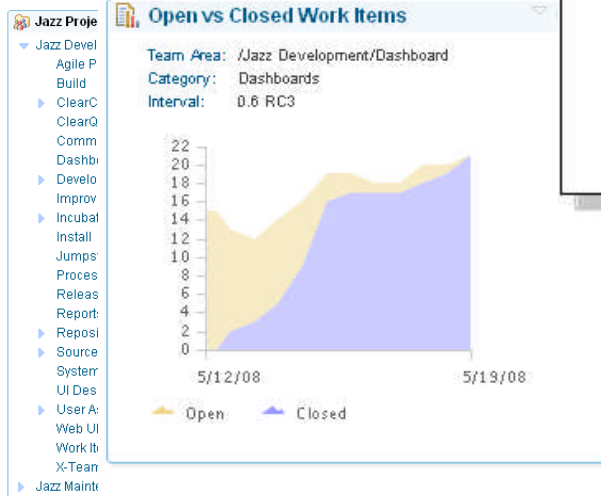 Jazz Proje
Jazz Devel
Agile P
Build
ClearC
ClearQ
Comm
Dashb
Develo
Improv
Incubat
Install
Jumps
Proces
Releas
Report
Reposi
Source
System
UI Des
User A
Web UI
Work It
X-Team
Jazz Mainte
Open vs Closed Work Items
Team Area: /Jazz Development/Dashboard
Category: Dashboards
Interval: 0.6 RC3
22
20
18
16
14
12
10
8
6
4
2
0
5/12/08 5/19/08
Open Closed